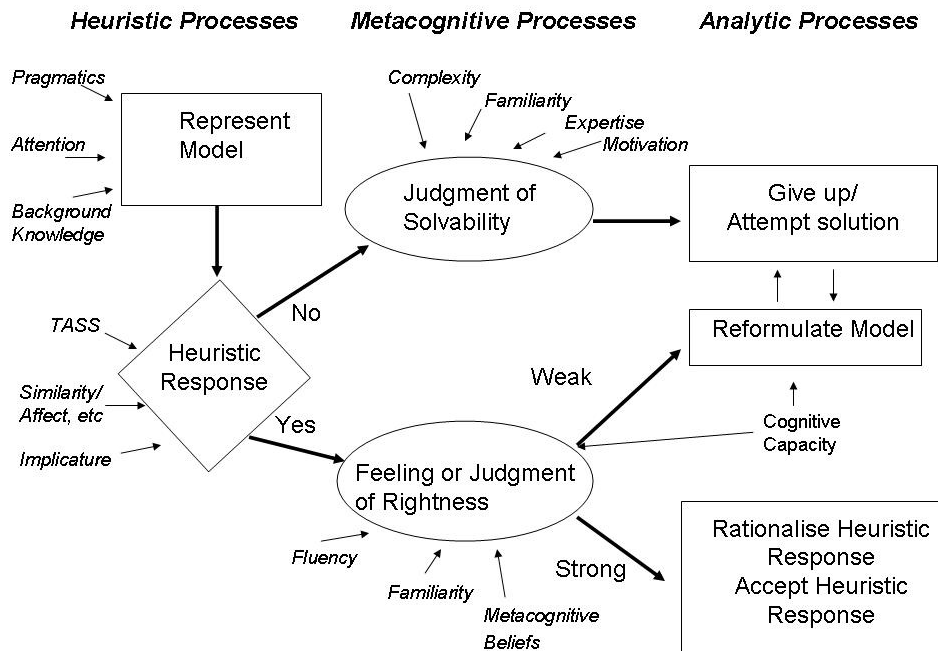 Heuristic Processes
Metacognitive Processes
Analytic Processes
Pragmatics
Attention
Background
Knowledge
Represent
Model
Complexity
Familiarity
Expertise
Motivation
Judgment of
Solvability
Give up/
Attempt solution
No
TASS
Similarity/
Affect, etc
Implicature
Heuristic
Response
Yes
Reformulate Model
Weak
Cognitive
Capacity
Feeling or Judgment
of Rightness
Fluency
Familiarity
Metacognitive
Beliefs
Strong
Rationalise Heuristic
Response
Accept Heuristic
Response